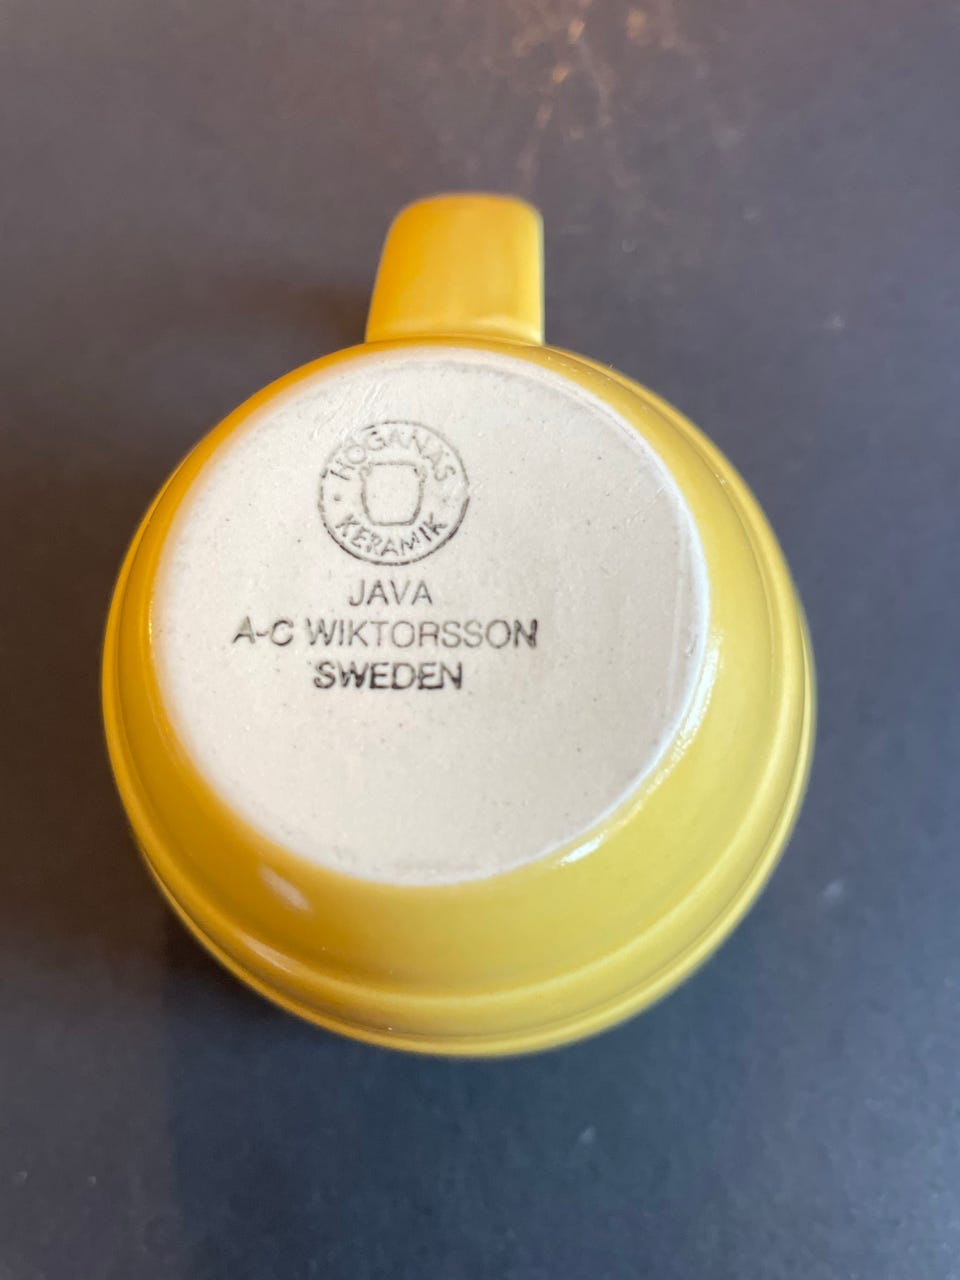 HÖGANÄS
KERAMIK
JAVA
A-C WIKTORSSON
SWEDEN